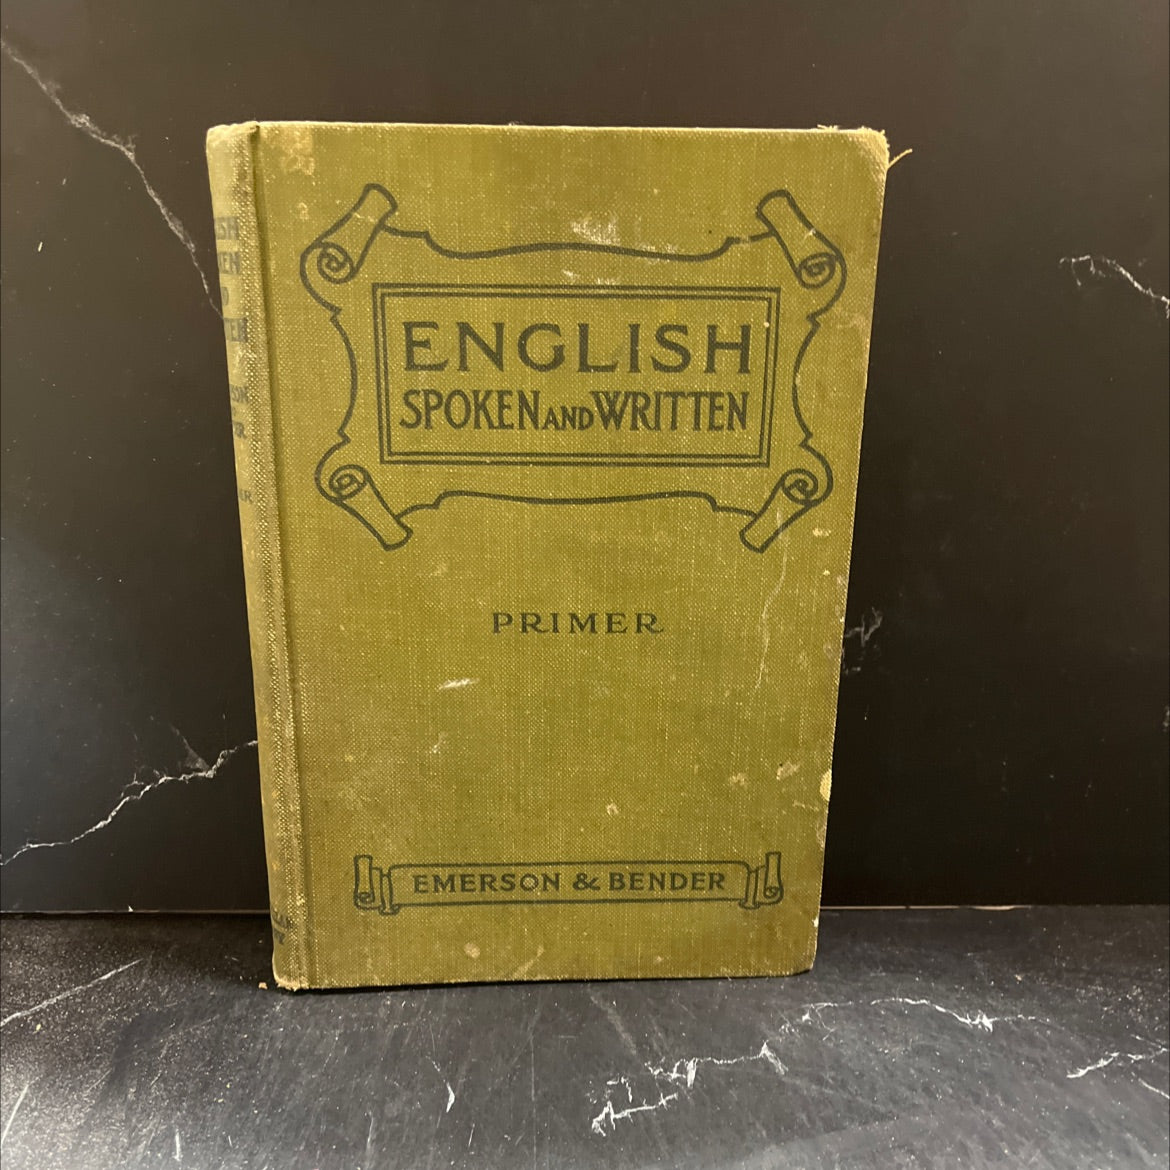 ENGLISH
SPOKEN AND WRITTEN
PRIMER
EMERSON & BENDER